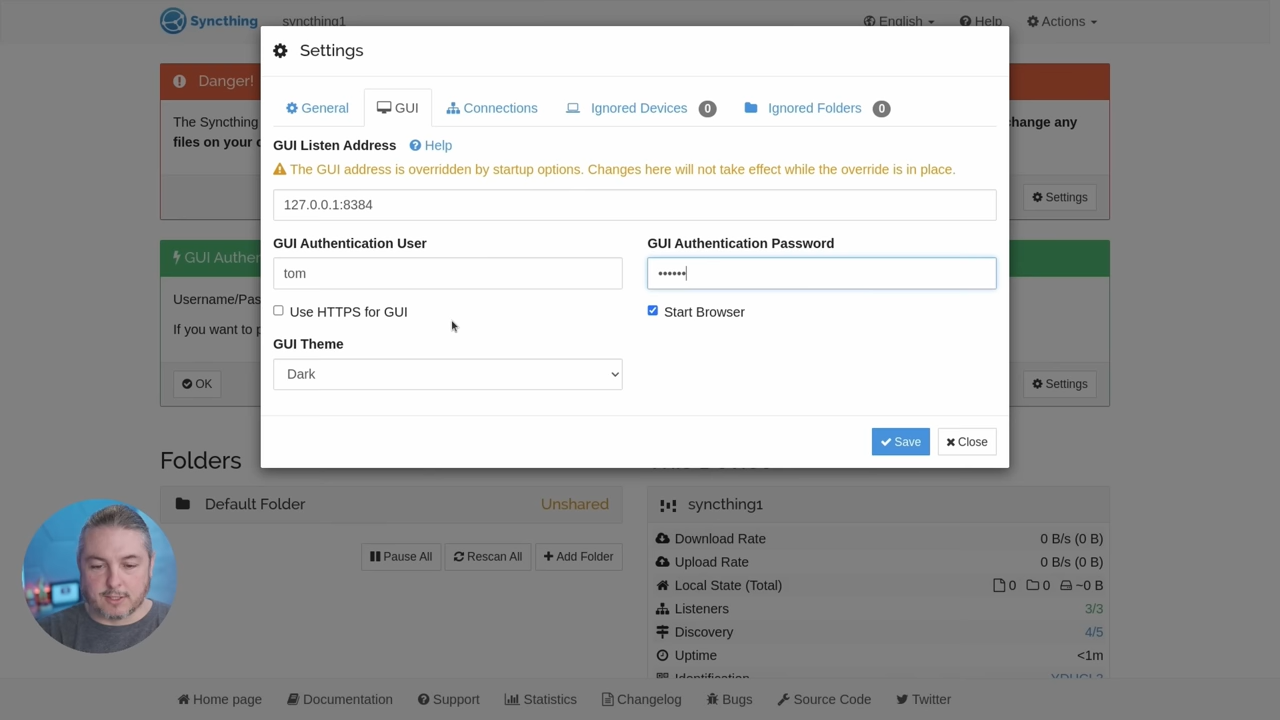 Syncthing syncthing1 English Help Actions
Settings
Danger!
General GUI Connections Ignored Devices 0 Ignored Folders 0
The Syncthing change any
files on your c
GUI Listen Address Help
The GUI address is overridden by startup options. Changes here will not take effect while the override is in place.
Settings
127.0.0.1:8384
GUI Authentication User GUI Authentication Password
GUI Authen
tom ••••••
Username/Pas
Use HTTPS for GUI Start Browser
If you want to p
GUI Theme
Dark
OK Settings
Save Close
Folders
Default Folder Unshared
syncthing1
Pause All Rescan All Add Folder
Download Rate 0 B/s (0 B)
Upload Rate 0 B/s (0 B)
Local State (Total) 0 0 ~0 B
Listeners 3/3
Discovery 4/5
Uptime <1m
Home page Documentation Support Statistics Changelog Bugs Source Code Twitter